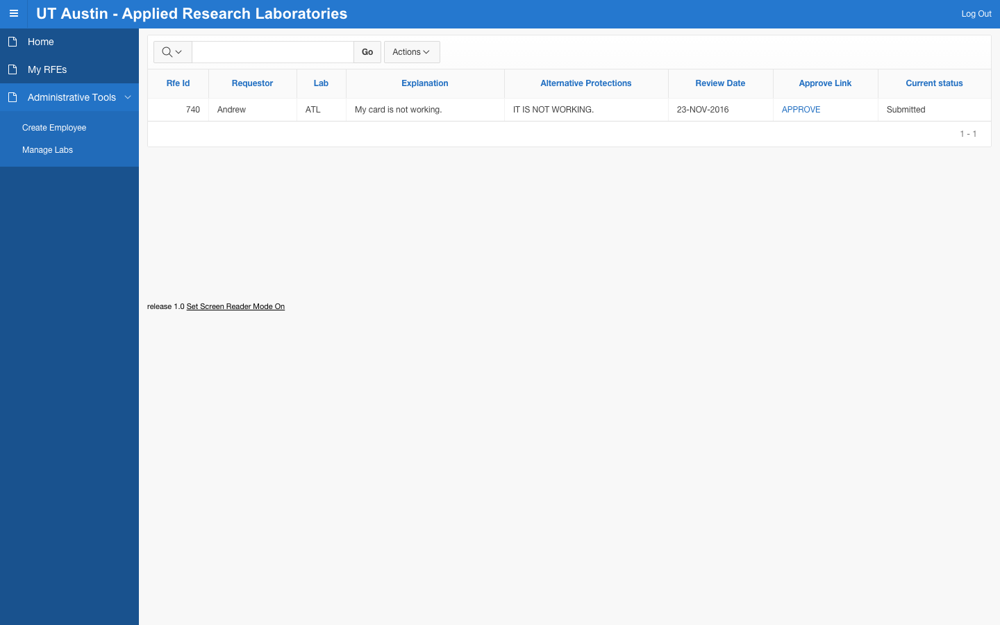 UT Austin - Applied Research Laboratories
Log Out
Home
My RFEs
Administrative Tools
Create Employee
Manage Labs
Go
Actions
Rfe Id Requestor Lab Explanation Alternative Protections Review Date Approve Link Current status
740 Andrew ATL My card is not working. IT IS NOT WORKING. 23-NOV-2016 APPROVE Submitted
1 - 1
release 1.0 Set Screen Reader Mode On